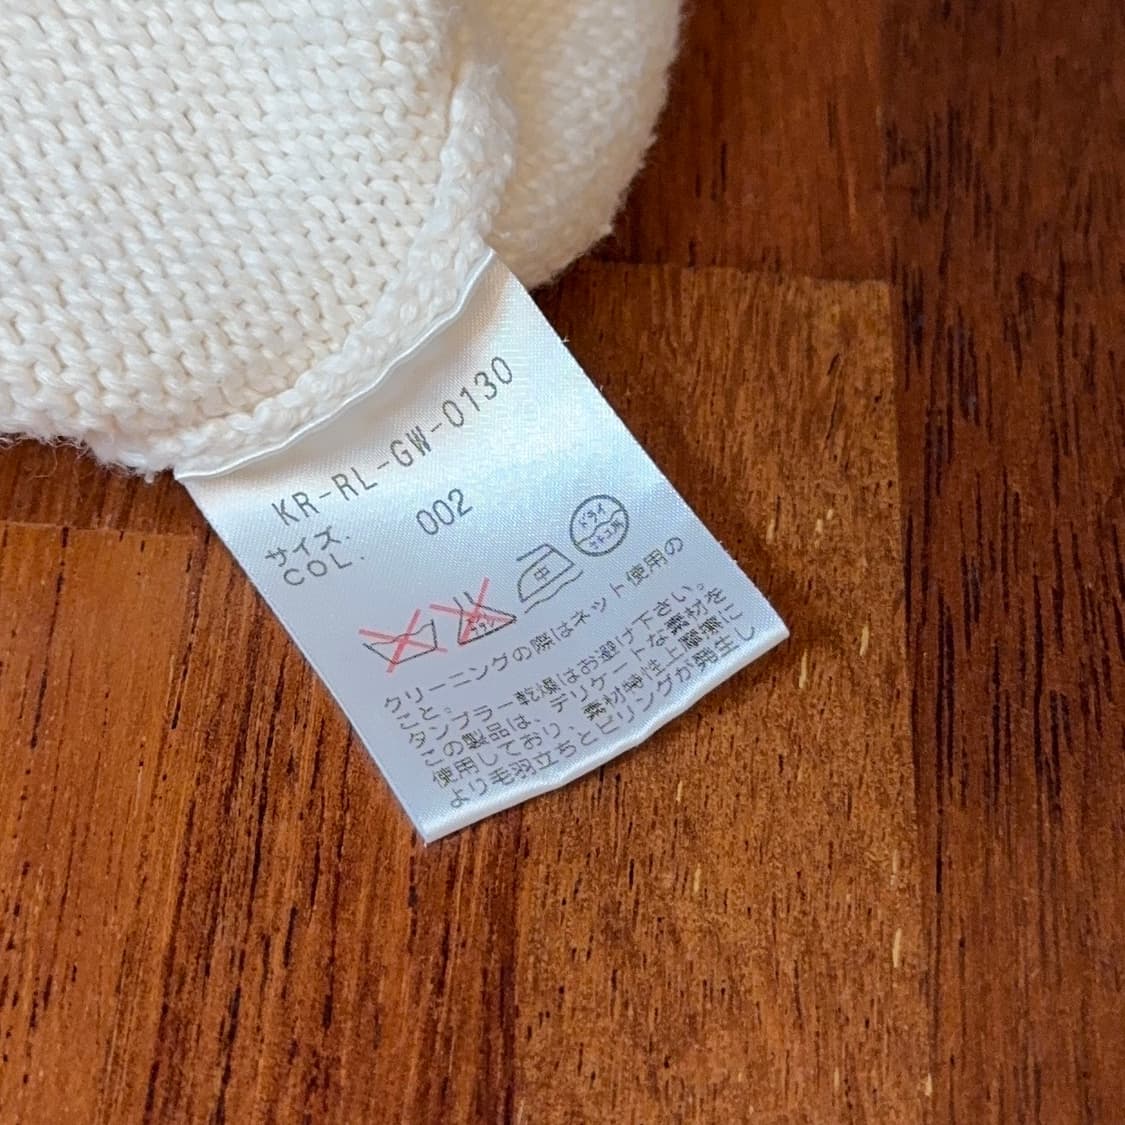 KR-RL-GW-0130
サイズ.
COL. 002
中
ドライ
セキユ系
クリーニングの際はネット使用の
こと。
タンブラー乾燥はお避け下さい。
この製品は、デリケートな素材を
使用しており、素材特性上摩擦に
より毛羽立ちとピリングが発生し